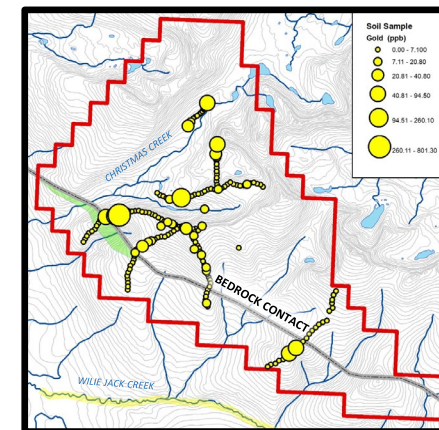 Soil Sample
Gold (ppb)
0.00 - 7.100
7.11 - 20.80
20.81 - 40.80
40.81 - 94.50
94.51 - 260.10
260.11 - 801.30
CHRISTMAS CREEK
BEDROCK CONTACT
WILIE JACK CREEK